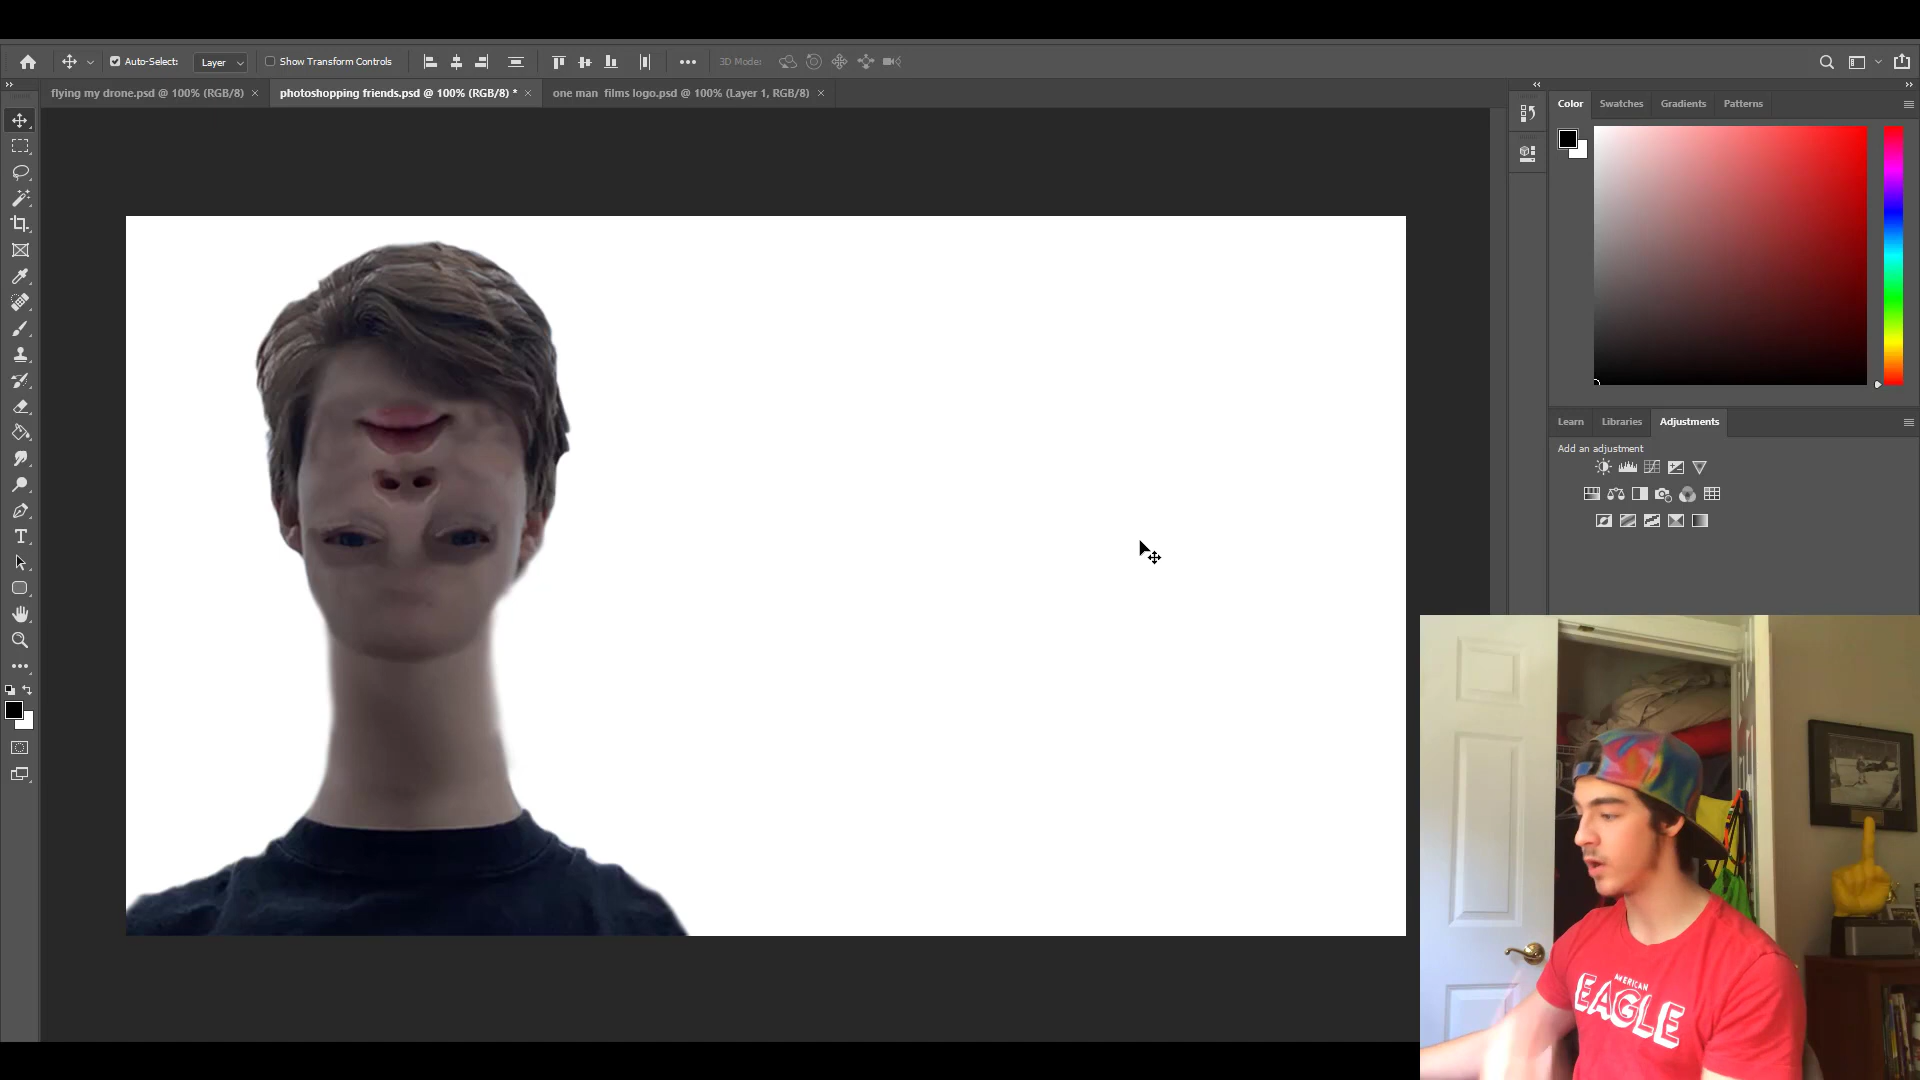 Auto-Select:
Layer
Show Transform Controls
3D Mode:
flying my drone.psd @ 100% (RGB/8)
photoshopping friends.psd @ 100% (RGB/8) *
one man films logo.psd @ 100% (Layer 1, RGB/8)
Color
Swatches
Gradients
Patterns
Learn
Libraries
Adjustments
Add an adjustment
AMERICAN
EAGLE